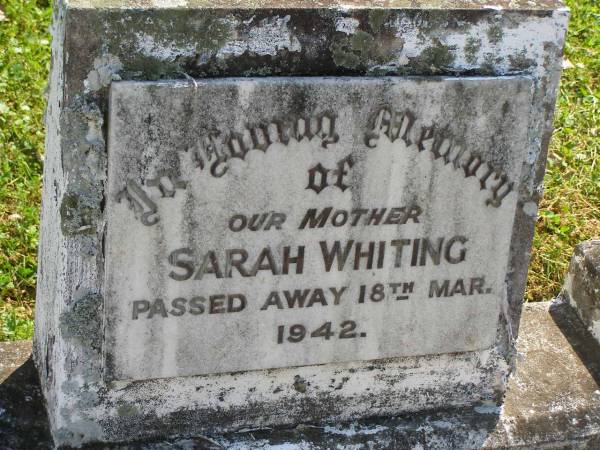 In Loving Memory
of
OUR MOTHER
SARAH WHITING
PASSED AWAY 18TH MAR.
1942.